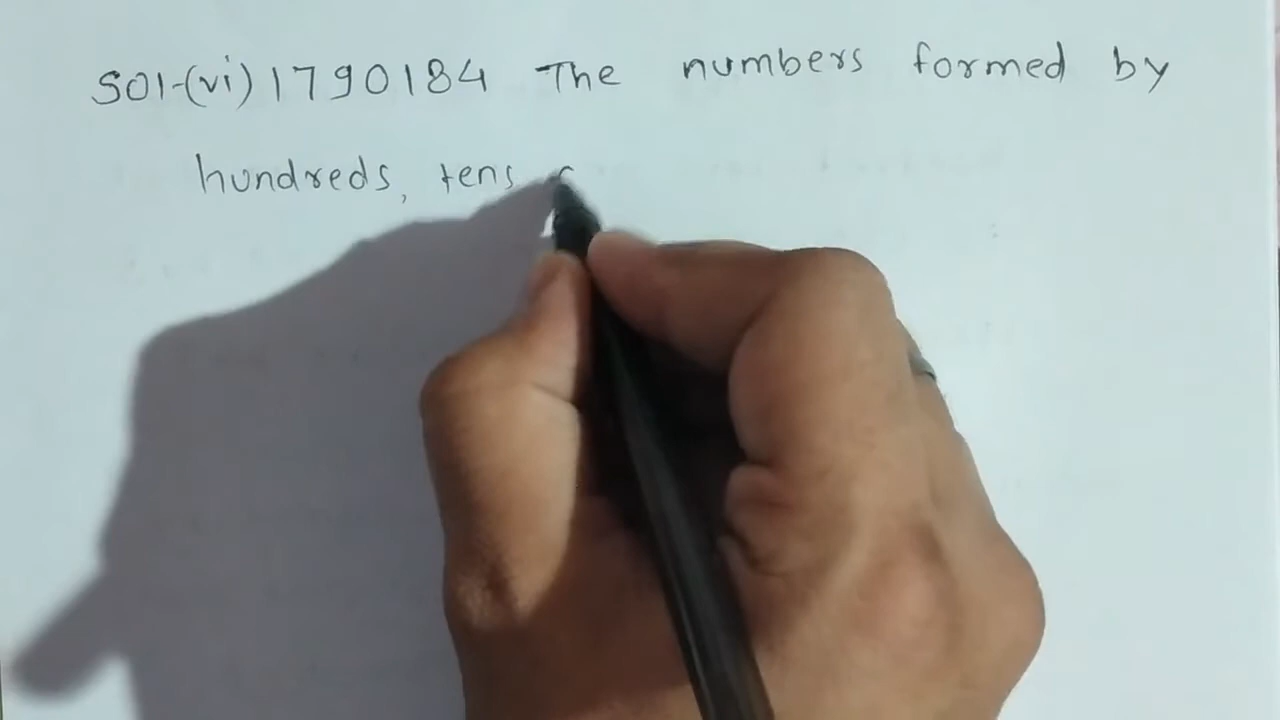 Sol-(vi) 1790184 The numbers formed by
hundreds, tens